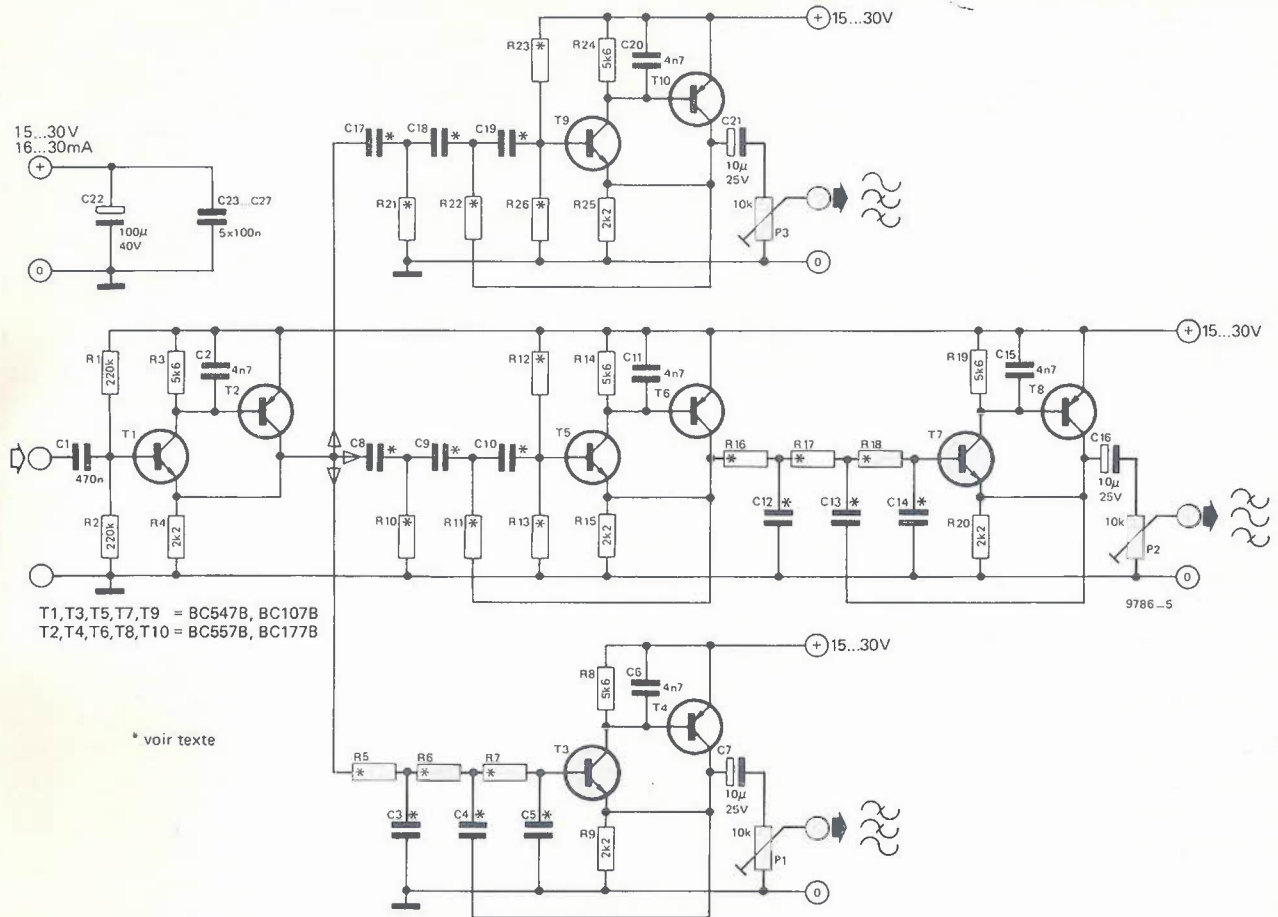 15...30V
R23 *
R24
5k6
C20
4n7
T10
C17 *
C18 *
C19 *
T9
C21
10µ
25V
R21 *
R22 *
R26 *
R25
2k2
10k
P3
0
15...30V
16...30mA
+
C22
100µ
40V
C23...C27
5x100n
0
+ 15...30V
R1
220k
R3
5k6
C2
4n7
T2
R12 *
R14
5k6
C11
4n7
T6
R19
5k6
C15
4n7
T8
C1
470n
T1
C8 *
C9 *
C10 *
T5
R16 *
R17 *
R18 *
T7
C16
10µ
25V
R2
220k
R4
2k2
R10 *
R11 *
R13 *
R15
2k2
C12 *
C13 *
C14 *
R20
2k2
10k
P2
0
9786-5
T1,T3,T5,T7,T9 = BC547B, BC107B
T2,T4,T6,T8,T10 = BC557B, BC177B
+ 15...30V
R8
5k6
C6
4n7
T4
* voir texte
R5 *
R6 *
R7 *
T3
C7
10µ
25V
C3 *
C4 *
C5 *
R9
2k2
10k
P1
0